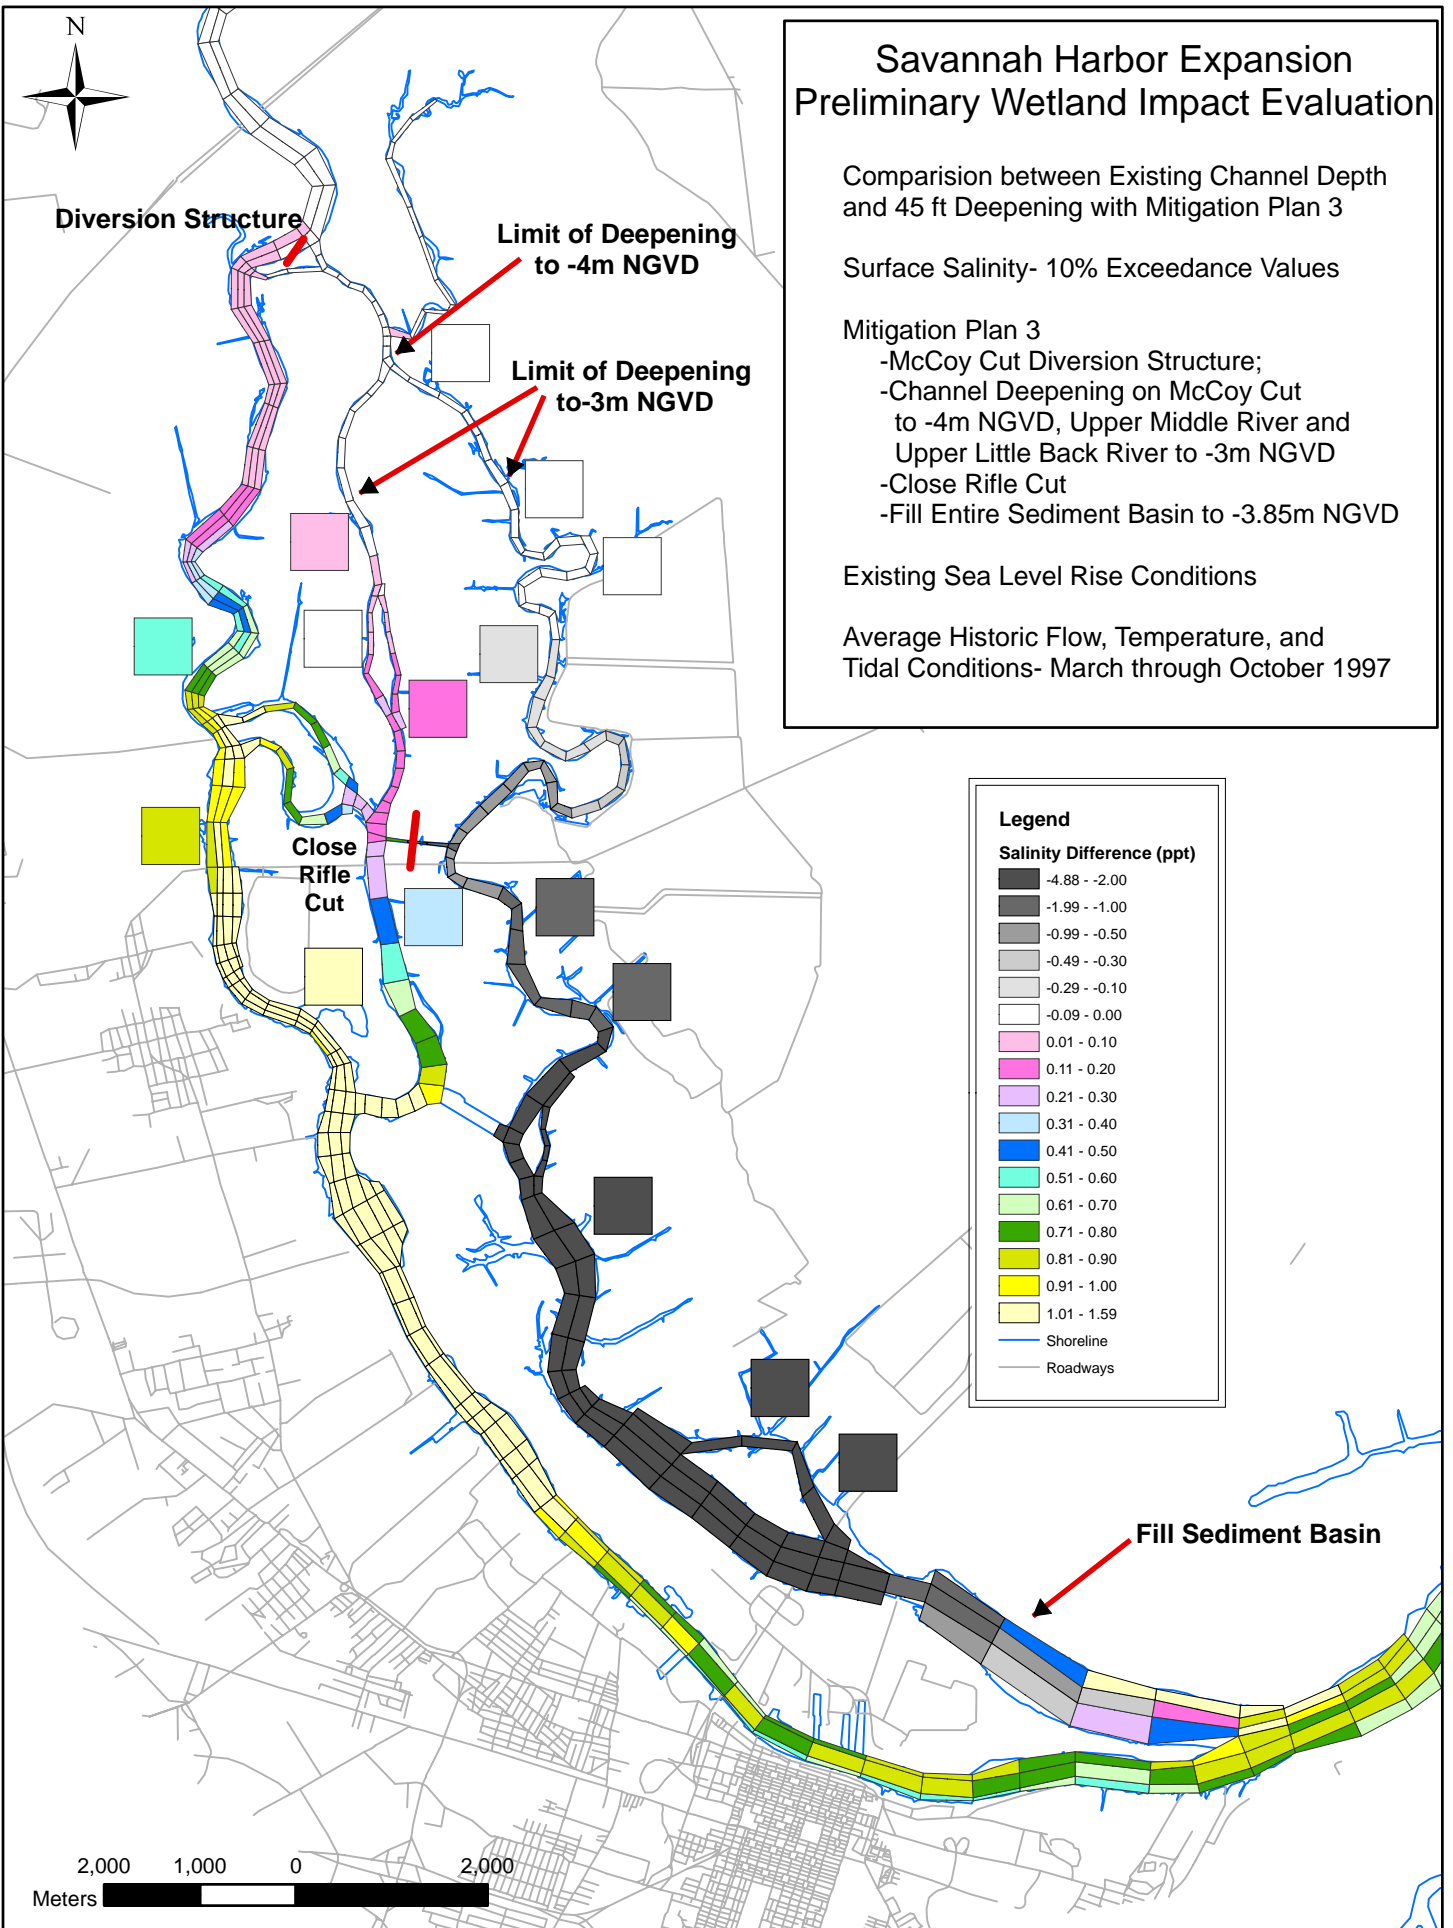 N
Savannah Harbor Expansion
Preliminary Wetland Impact Evaluation
Comparision between Existing Channel Depth
and 45 ft Deepening with Mitigation Plan 3
Surface Salinity- 10% Exceedance Values
Mitigation Plan 3
-McCoy Cut Diversion Structure;
-Channel Deepening on McCoy Cut
to -4m NGVD, Upper Middle River and
Upper Little Back River to -3m NGVD
-Close Rifle Cut
-Fill Entire Sediment Basin to -3.85m NGVD
Existing Sea Level Rise Conditions
Average Historic Flow, Temperature, and
Tidal Conditions- March through October 1997
Diversion Structure
Limit of Deepening
to -4m NGVD
Limit of Deepening
to-3m NGVD
Close
Rifle
Cut
Legend
Salinity Difference (ppt)
-4.88 - -2.00
-1.99 - -1.00
-0.99 - -0.50
-0.49 - -0.30
-0.29 - -0.10
-0.09 - 0.00
0.01 - 0.10
0.11 - 0.20
0.21 - 0.30
0.31 - 0.40
0.41 - 0.50
0.51 - 0.60
0.61 - 0.70
0.71 - 0.80
0.81 - 0.90
0.91 - 1.00
1.01 - 1.59
Shoreline
Roadways
Fill Sediment Basin
2,000 1,000 0 2,000
Meters